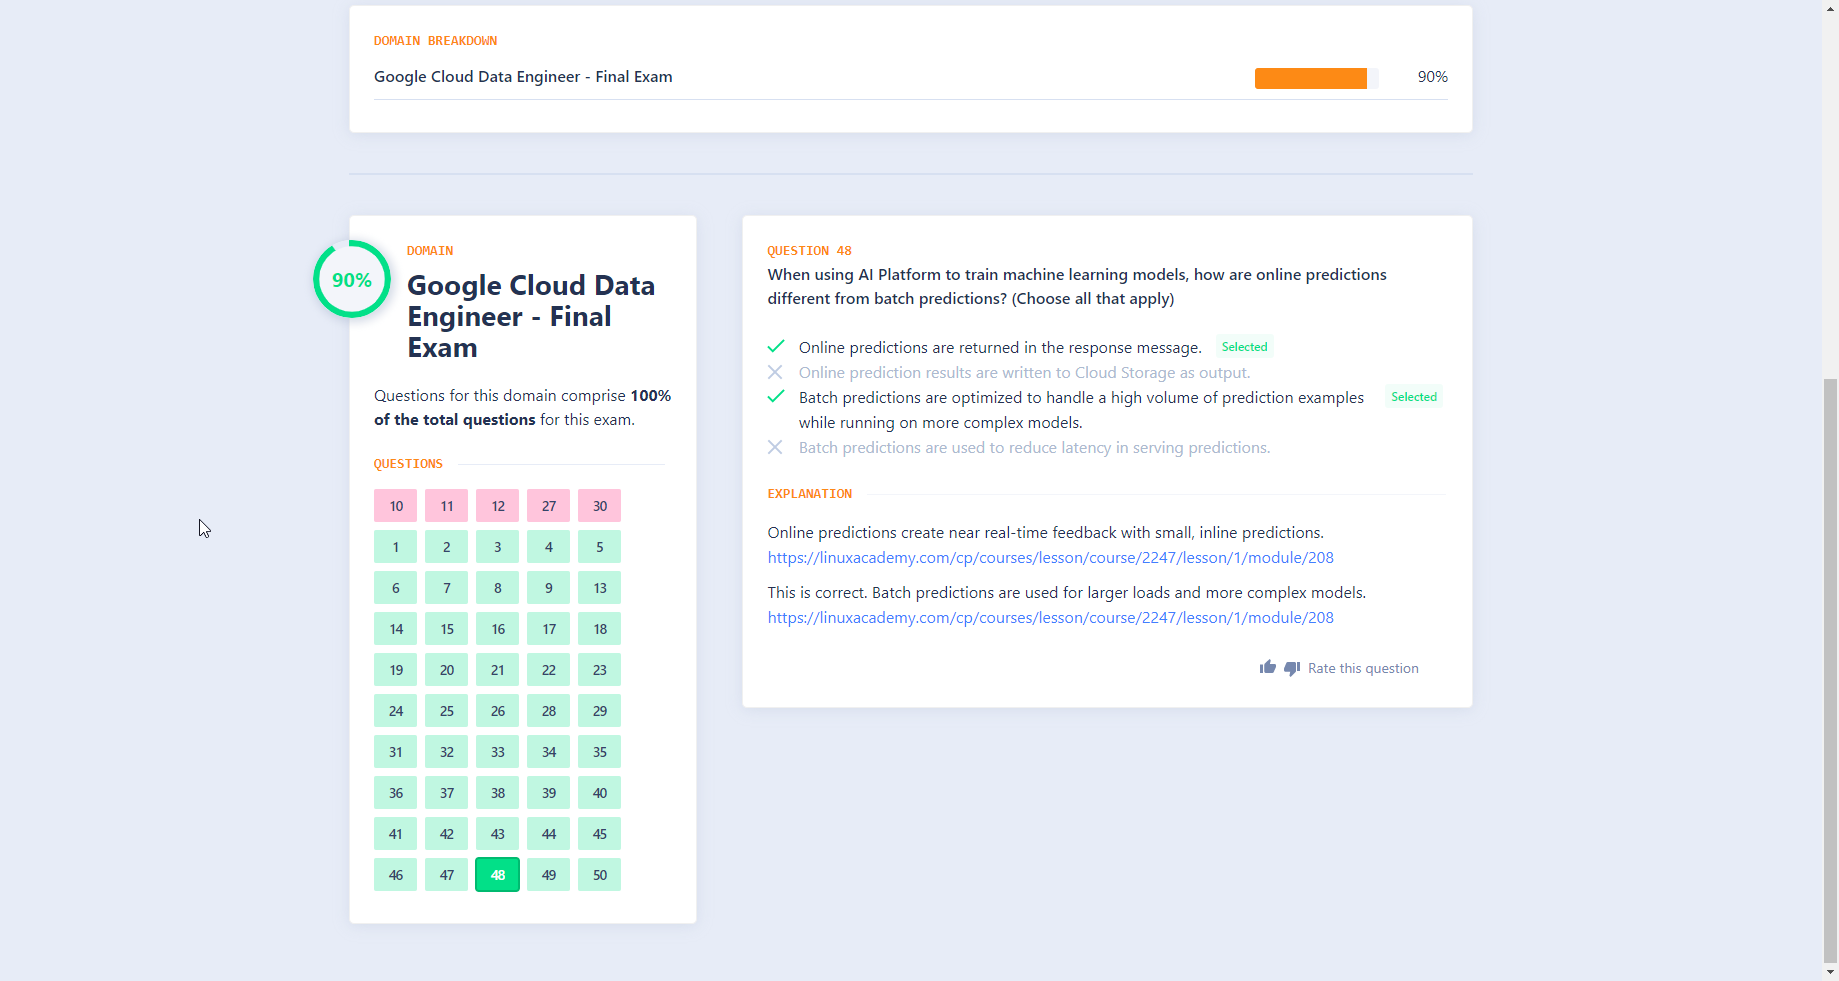 DOMAIN BREAKDOWN
Google Cloud Data Engineer - Final Exam 90%
90%
DOMAIN
Google Cloud Data
Engineer - Final
Exam
Questions for this domain comprise 100%
of the total questions for this exam.
QUESTIONS
10 11 12 27 30
1 2 3 4 5
6 7 8 9 13
14 15 16 17 18
19 20 21 22 23
24 25 26 28 29
31 32 33 34 35
36 37 38 39 40
41 42 43 44 45
46 47 48 49 50
QUESTION 48
When using AI Platform to train machine learning models, how are online predictions
different from batch predictions? (Choose all that apply)
Online predictions are returned in the response message. Selected
Online prediction results are written to Cloud Storage as output.
Batch predictions are optimized to handle a high volume of prediction examples Selected
while running on more complex models.
Batch predictions are used to reduce latency in serving predictions.
EXPLANATION
Online predictions create near real-time feedback with small, inline predictions.
https://linuxacademy.com/cp/courses/lesson/course/2247/lesson/1/module/208
This is correct. Batch predictions are used for larger loads and more complex models.
https://linuxacademy.com/cp/courses/lesson/course/2247/lesson/1/module/208
Rate this question